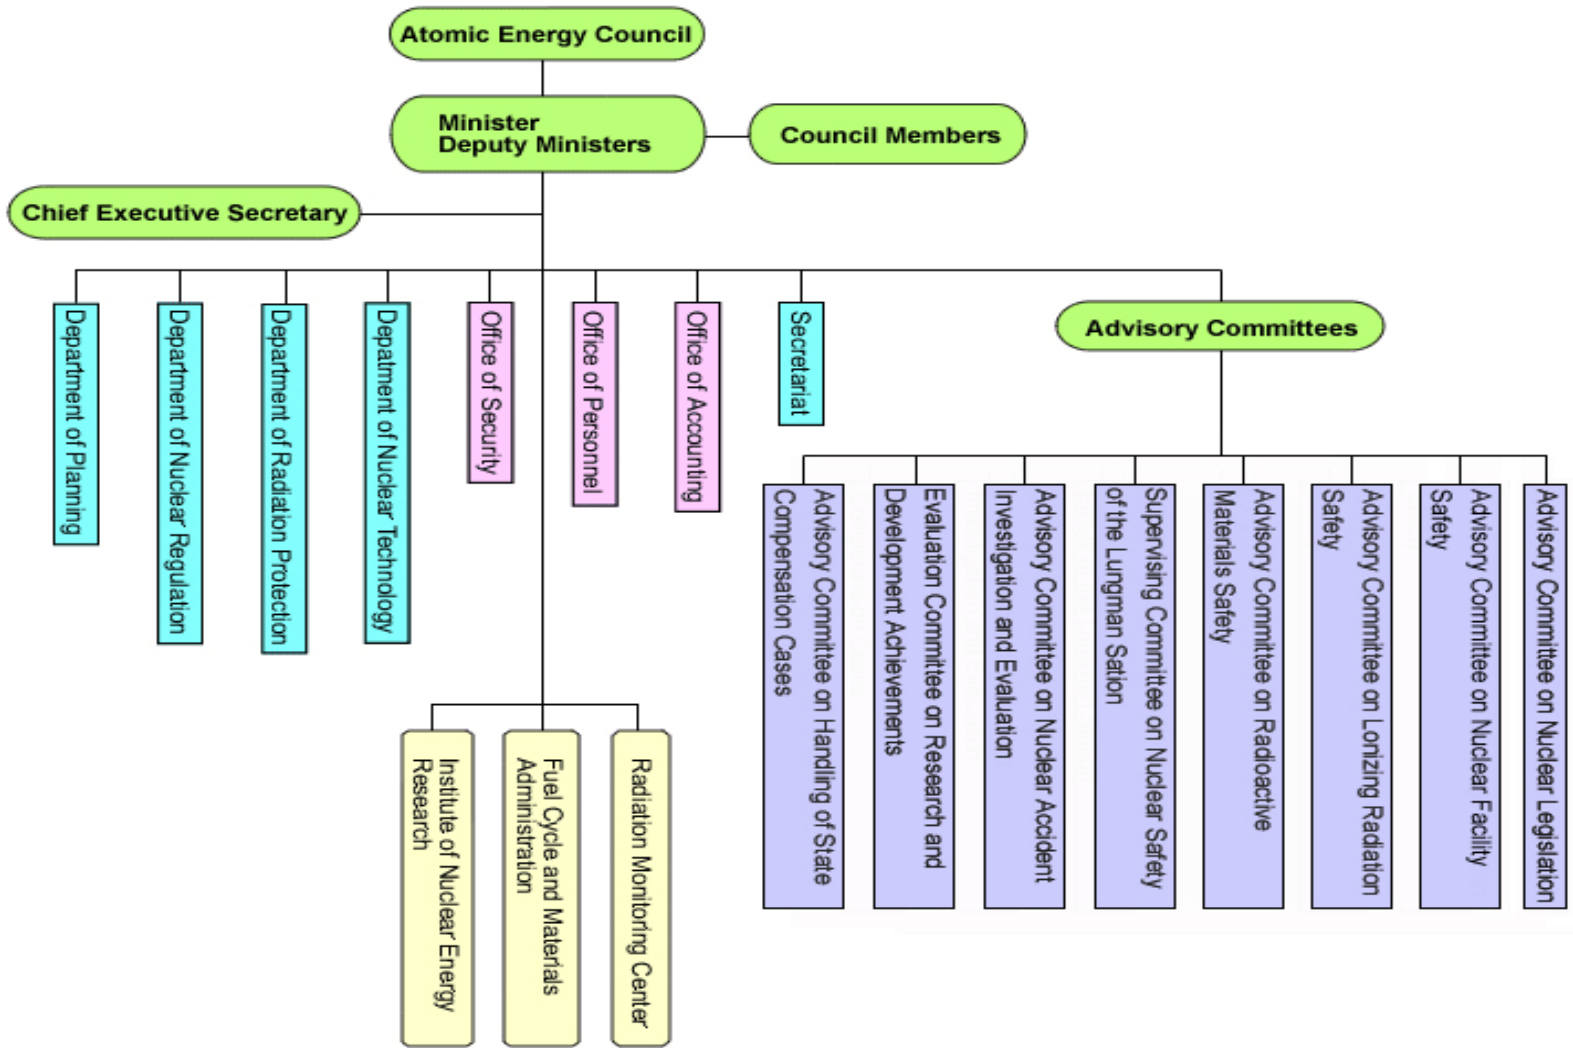 Atomic Energy Council
Minister
Deputy Ministers
Council Members
Chief Executive Secretary
Department of Planning
Department of Nuclear Regulation
Department of Radiation Protection
Depatment of Nuclear Technology
Office of Security
Office of Personnel
Office of Accounting
Secretariat
Advisory Committees
Advisory Committee on Handling of State
Compensation Cases
Evaluation Committee on Research and
Development Achievements
Advisory Committee on Nuclear Accident
Investigation and Evaluation
Supervising Committee on Nuclear Safety
of the Lungman Sation
Advisory Committee on Radioactive
Materials Safety
Advisory Committee on Lonizing Radiation
Safety
Advisory Committee on Nuclear Facility
Safety
Advisory Committee on Nuclear Legislation
Institute of Nuclear Energy
Research
Fuel Cycle and Materials
Administration
Radiation Monitoring Center